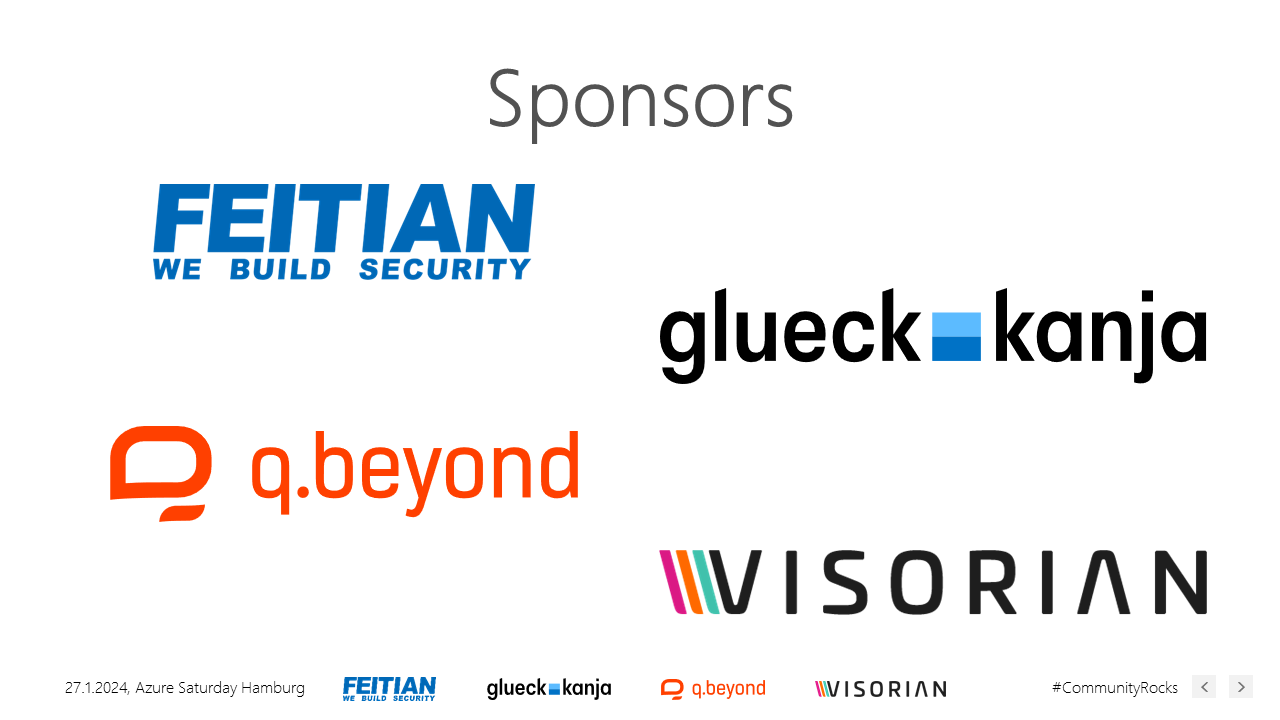 Sponsors
FEITIAN
WE BUILD SECURITY
glueck kanja
q.beyond
VISORIAN
27.1.2024, Azure Saturday Hamburg
FEITIAN
WE BUILD SECURITY
glueck kanja
q.beyond
VISORIAN
#CommunityRocks